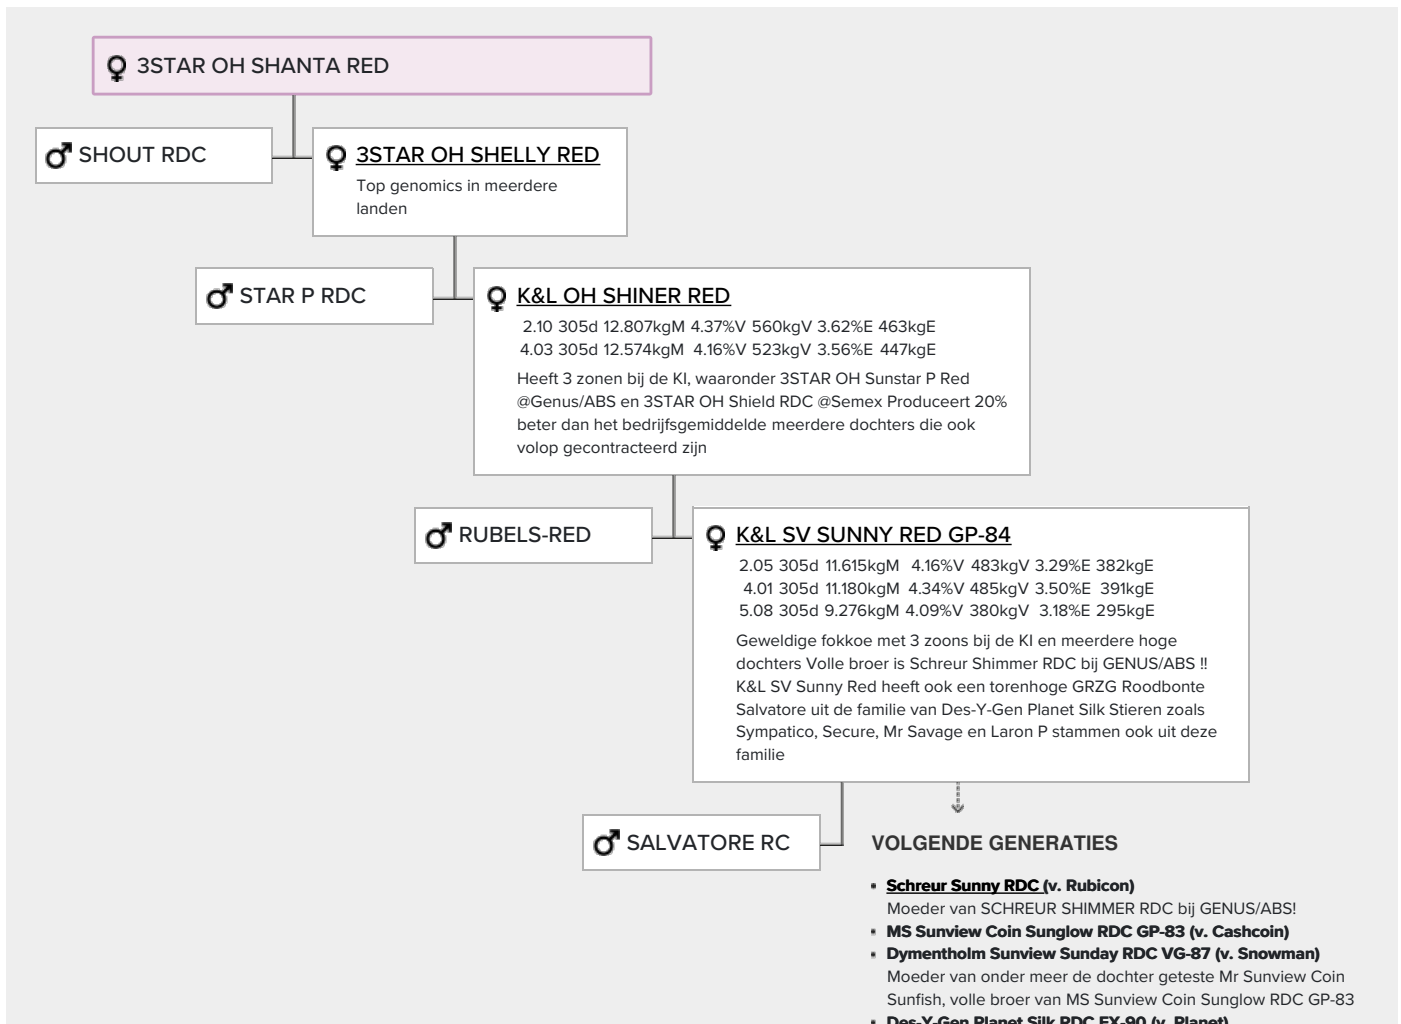 3STAR OH SHANTA RED
SHOUT RDC
3STAR OH SHELLY RED
Top genomics in meerdere
landen
STAR P RDC
K&L OH SHINER RED
2.10 305d 12.807kgM 4.37%V 560kgV 3.62%E 463kgE
4.03 305d 12.574kgM 4.16%V 523kgV 3.56%E 447kgE
Heeft 3 zonen bij de KI, waaronder 3STAR OH Sunstar P Red
@Genus/ABS en 3STAR OH Shield RDC @Semex Produceert 20%
beter dan het bedrijfsgemiddelde meerdere dochters die ook
volop gecontracteerd zijn
RUBELS-RED
K&L SV SUNNY RED GP-84
2.05 305d 11.615kgM 4.16%V 483kgV 3.29%E 382kgE
4.01 305d 11.180kgM 4.34%V 485kgV 3.50%E 391kgE
5.08 305d 9.276kgM 4.09%V 380kgV 3.18%E 295kgE
Geweldige fokkoe met 3 zoons bij de KI en meerdere hoge
dochters Volle broer is Schreur Shimmer RDC bij GENUS/ABS !!
K&L SV Sunny Red heeft ook een torenhoge GRZG Roodbonte
Salvatore uit de familie van Des-Y-Gen Planet Silk Stieren zoals
Sympatico, Secure, Mr Savage en Laron P stammen ook uit deze
familie
SALVATORE RC
VOLGENDE GENERATIES
Schreur Sunny RDC (v. Rubicon)
Moeder van SCHREUR SHIMMER RDC bij GENUS/ABS!
MS Sunview Coin Sunglow RDC GP-83 (v. Cashcoin)
Dymentholm Sunview Sunday RDC VG-87 (v. Snowman)
Moeder van onder meer de dochter geteste Mr Sunview Coin
Sunfish, volle broer van MS Sunview Coin Sunglow RDC GP-83
Des-Y-Gen Planet Silk RDC EX-90 (v. Planet)